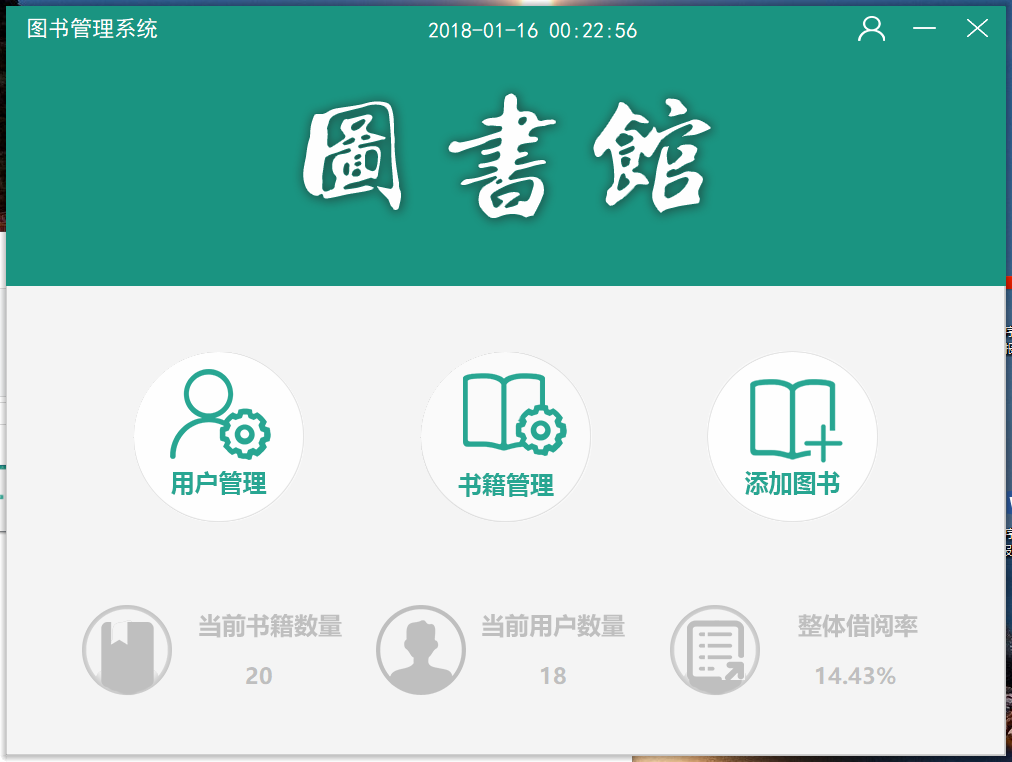 图书管理系统
2018-01-16 00:22:56
圖書館
用户管理
书籍管理
添加图书
当前书籍数量
20
当前用户数量
18
整体借阅率
14.43%